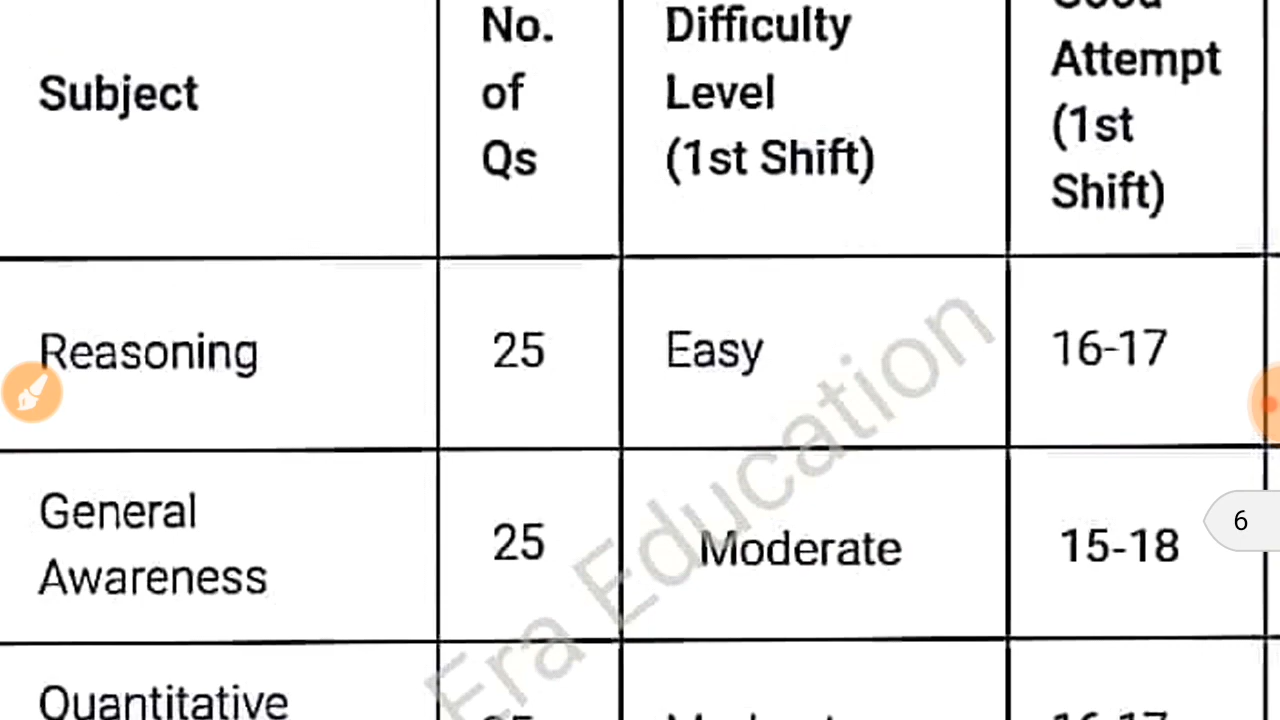 Subject
No.
of
Qs
Difficulty
Level
(1st Shift)
Attempt
(1st
Shift)
Reasoning
25
Easy
16-17
General
Awareness
25
Moderate
15-18
6
Quantitative
Era Education